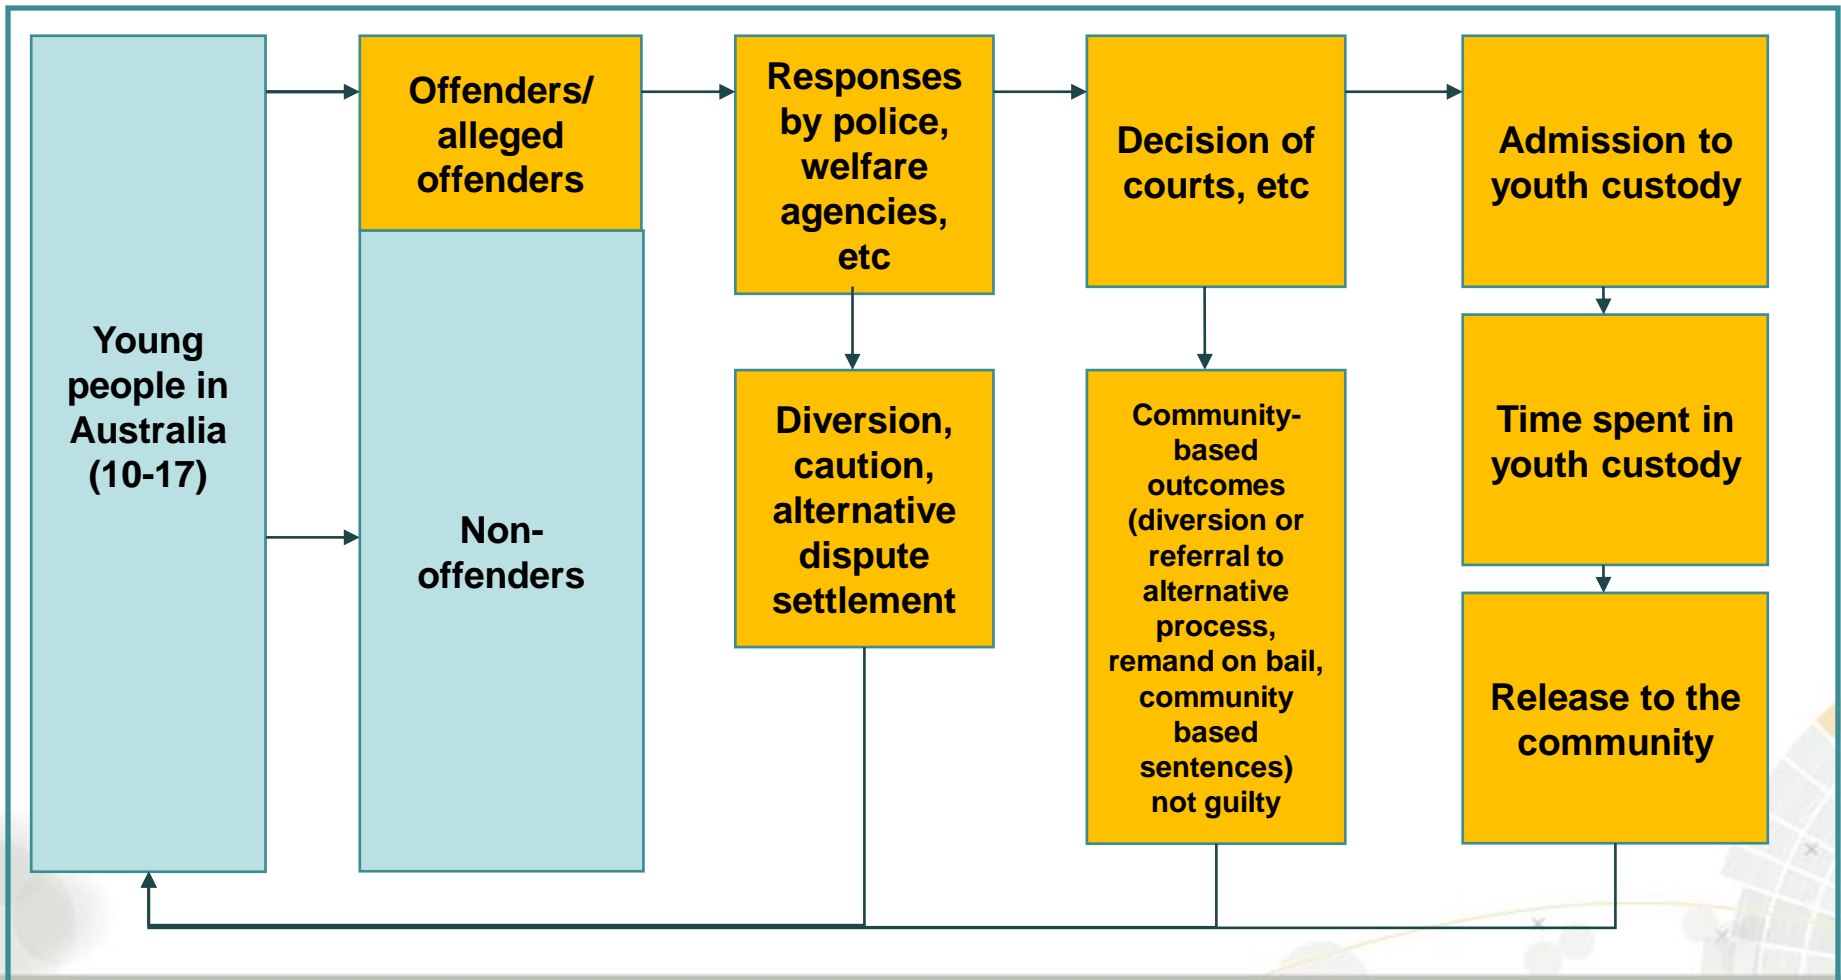 Young
people in
Australia
(10-17)
Offenders/
alleged
offenders
Non-
offenders
Responses
by police,
welfare
agencies,
etc
Diversion,
caution,
alternative
dispute
settlement
Decision of
courts, etc
Community-
based
outcomes
(diversion or
referral to
alternative
process,
remand on bail,
community
based
sentences)
not guilty
Admission to
youth custody
Time spent in
youth custody
Release to the
community